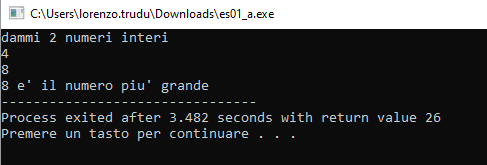 C:\Users\lorenzo.trudu\Downloads\es01_a.exe
dammi 2 numeri interi
4
8
8 e' il numero piu' grande
--------------------------------
Process exited after 3.482 seconds with return value 26
Premere un tasto per continuare . . .